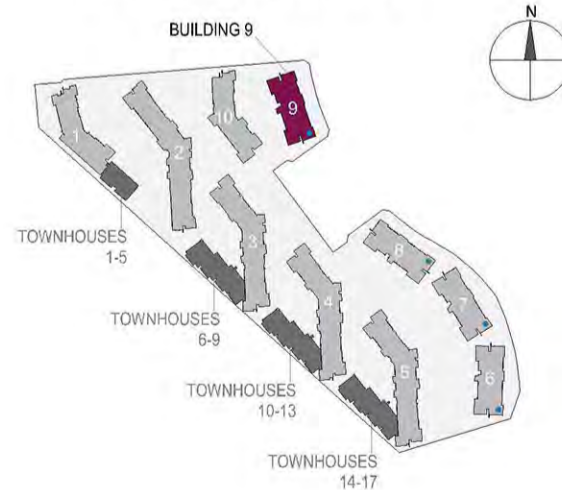 N
BUILDING 9
9
10
1
2
TOWNHOUSES
1-5
3
8
TOWNHOUSES
6-9
4
7
TOWNHOUSES
10-13
5
6
TOWNHOUSES
14-17